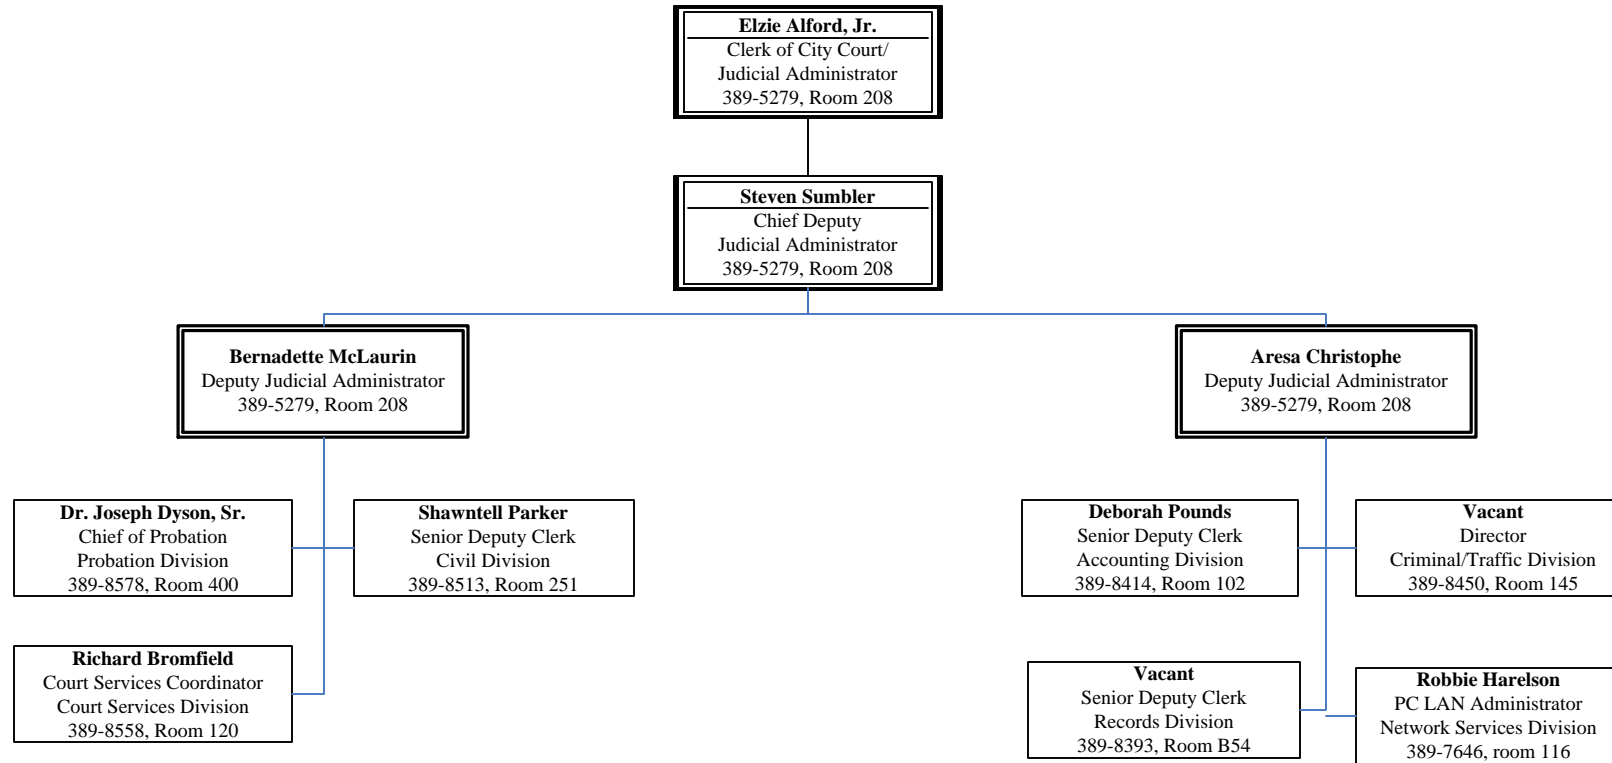 Elzie Alford, Jr.
Clerk of City Court/
Judicial Administrator
389-5279, Room 208
Steven Sumbler
Chief Deputy
Judicial Administrator
389-5279, Room 208
Bernadette McLaurin
Deputy Judicial Administrator
389-5279, Room 208
Aresa Christophe
Deputy Judicial Administrator
389-5279, Room 208
Dr. Joseph Dyson, Sr.
Chief of Probation
Probation Division
389-8578, Room 400
Shawntell Parker
Senior Deputy Clerk
Civil Division
389-8513, Room 251
Deborah Pounds
Senior Deputy Clerk
Accounting Division
389-8414, Room 102
Vacant
Director
Criminal/Traffic Division
389-8450, Room 145
Richard Bromfield
Court Services Coordinator
Court Services Division
389-8558, Room 120
Vacant
Senior Deputy Clerk
Records Division
389-8393, Room B54
Robbie Harelson
PC LAN Administrator
Network Services Division
389-7646, room 116